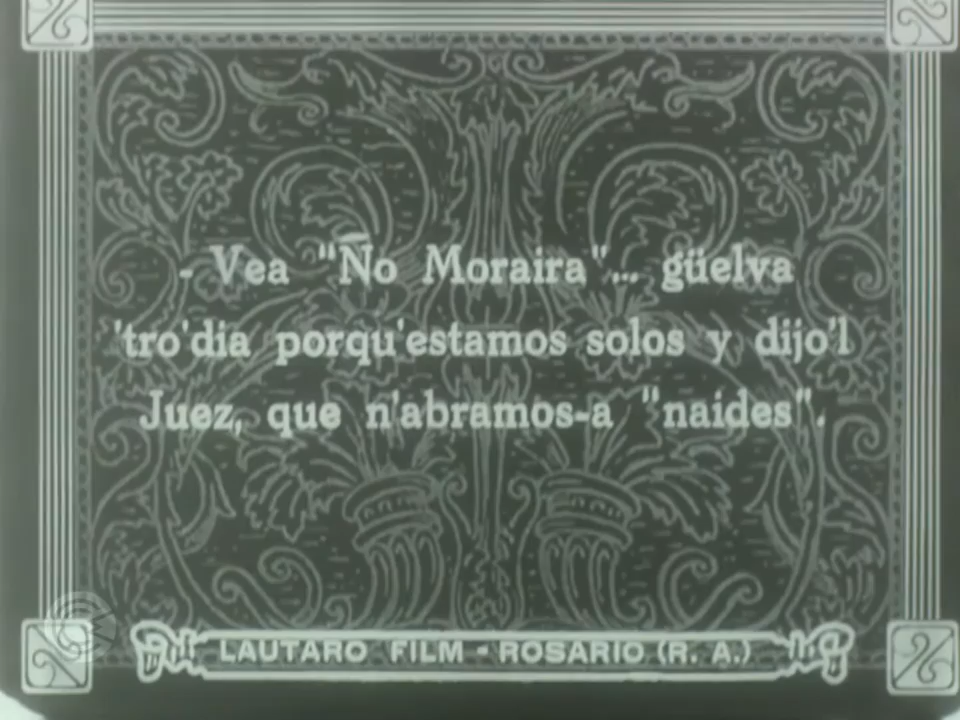 - Vea "Ño Moraira"... güelva
'tro'dia porqu'estamos solos y dijo'l
Juez, que n'abramos-a "naides".
LAUTARO FILM - ROSARIO (R. A.)